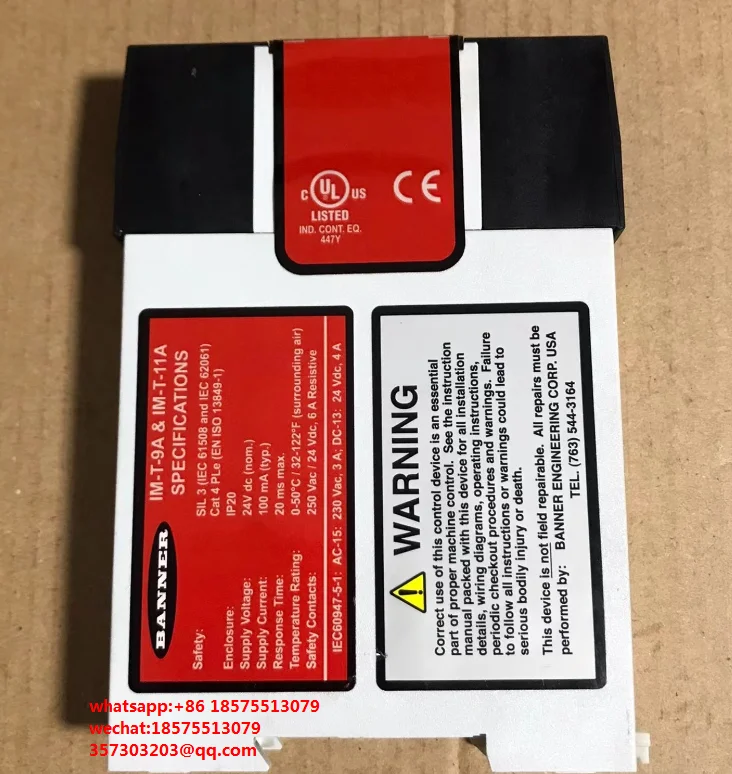 c UL US
LISTED
IND. CONT. EQ.
447Y
CE
BANNER
IM-T-9A & IM-T-11A
SPECIFICATIONS
Safety: SIL 3 (IEC 61508 and IEC 62061)
Cat 4 PLe (EN ISO 13849-1)
Enclosure: IP20
Supply Voltage: 24V dc (nom.)
Supply Current: 100 mA (typ.)
Response Time: 20 ms max.
Temperature Rating: 0-50°C / 32-122°F (surrounding air)
Safety Contacts: 250 Vac / 24 Vdc, 6 A Resistive
IEC60947-5-1: AC-15: 230 Vac, 3 A; DC-13: 24 Vdc, 4 A
WARNING
Correct use of this control device is an essential
part of proper machine control. See the instruction
manual packed with this device for all installation
details, wiring diagrams, operating instructions,
periodic checkout procedures and warnings. Failure
to follow all instructions or warnings could lead to
serious bodily injury or death.
This device is not field repairable. All repairs must be
performed by: BANNER ENGINEERING CORP. USA
TEL. (763) 544-3164
whatsapp:+86 18575513079
wechat:18575513079
357303203@qq.com